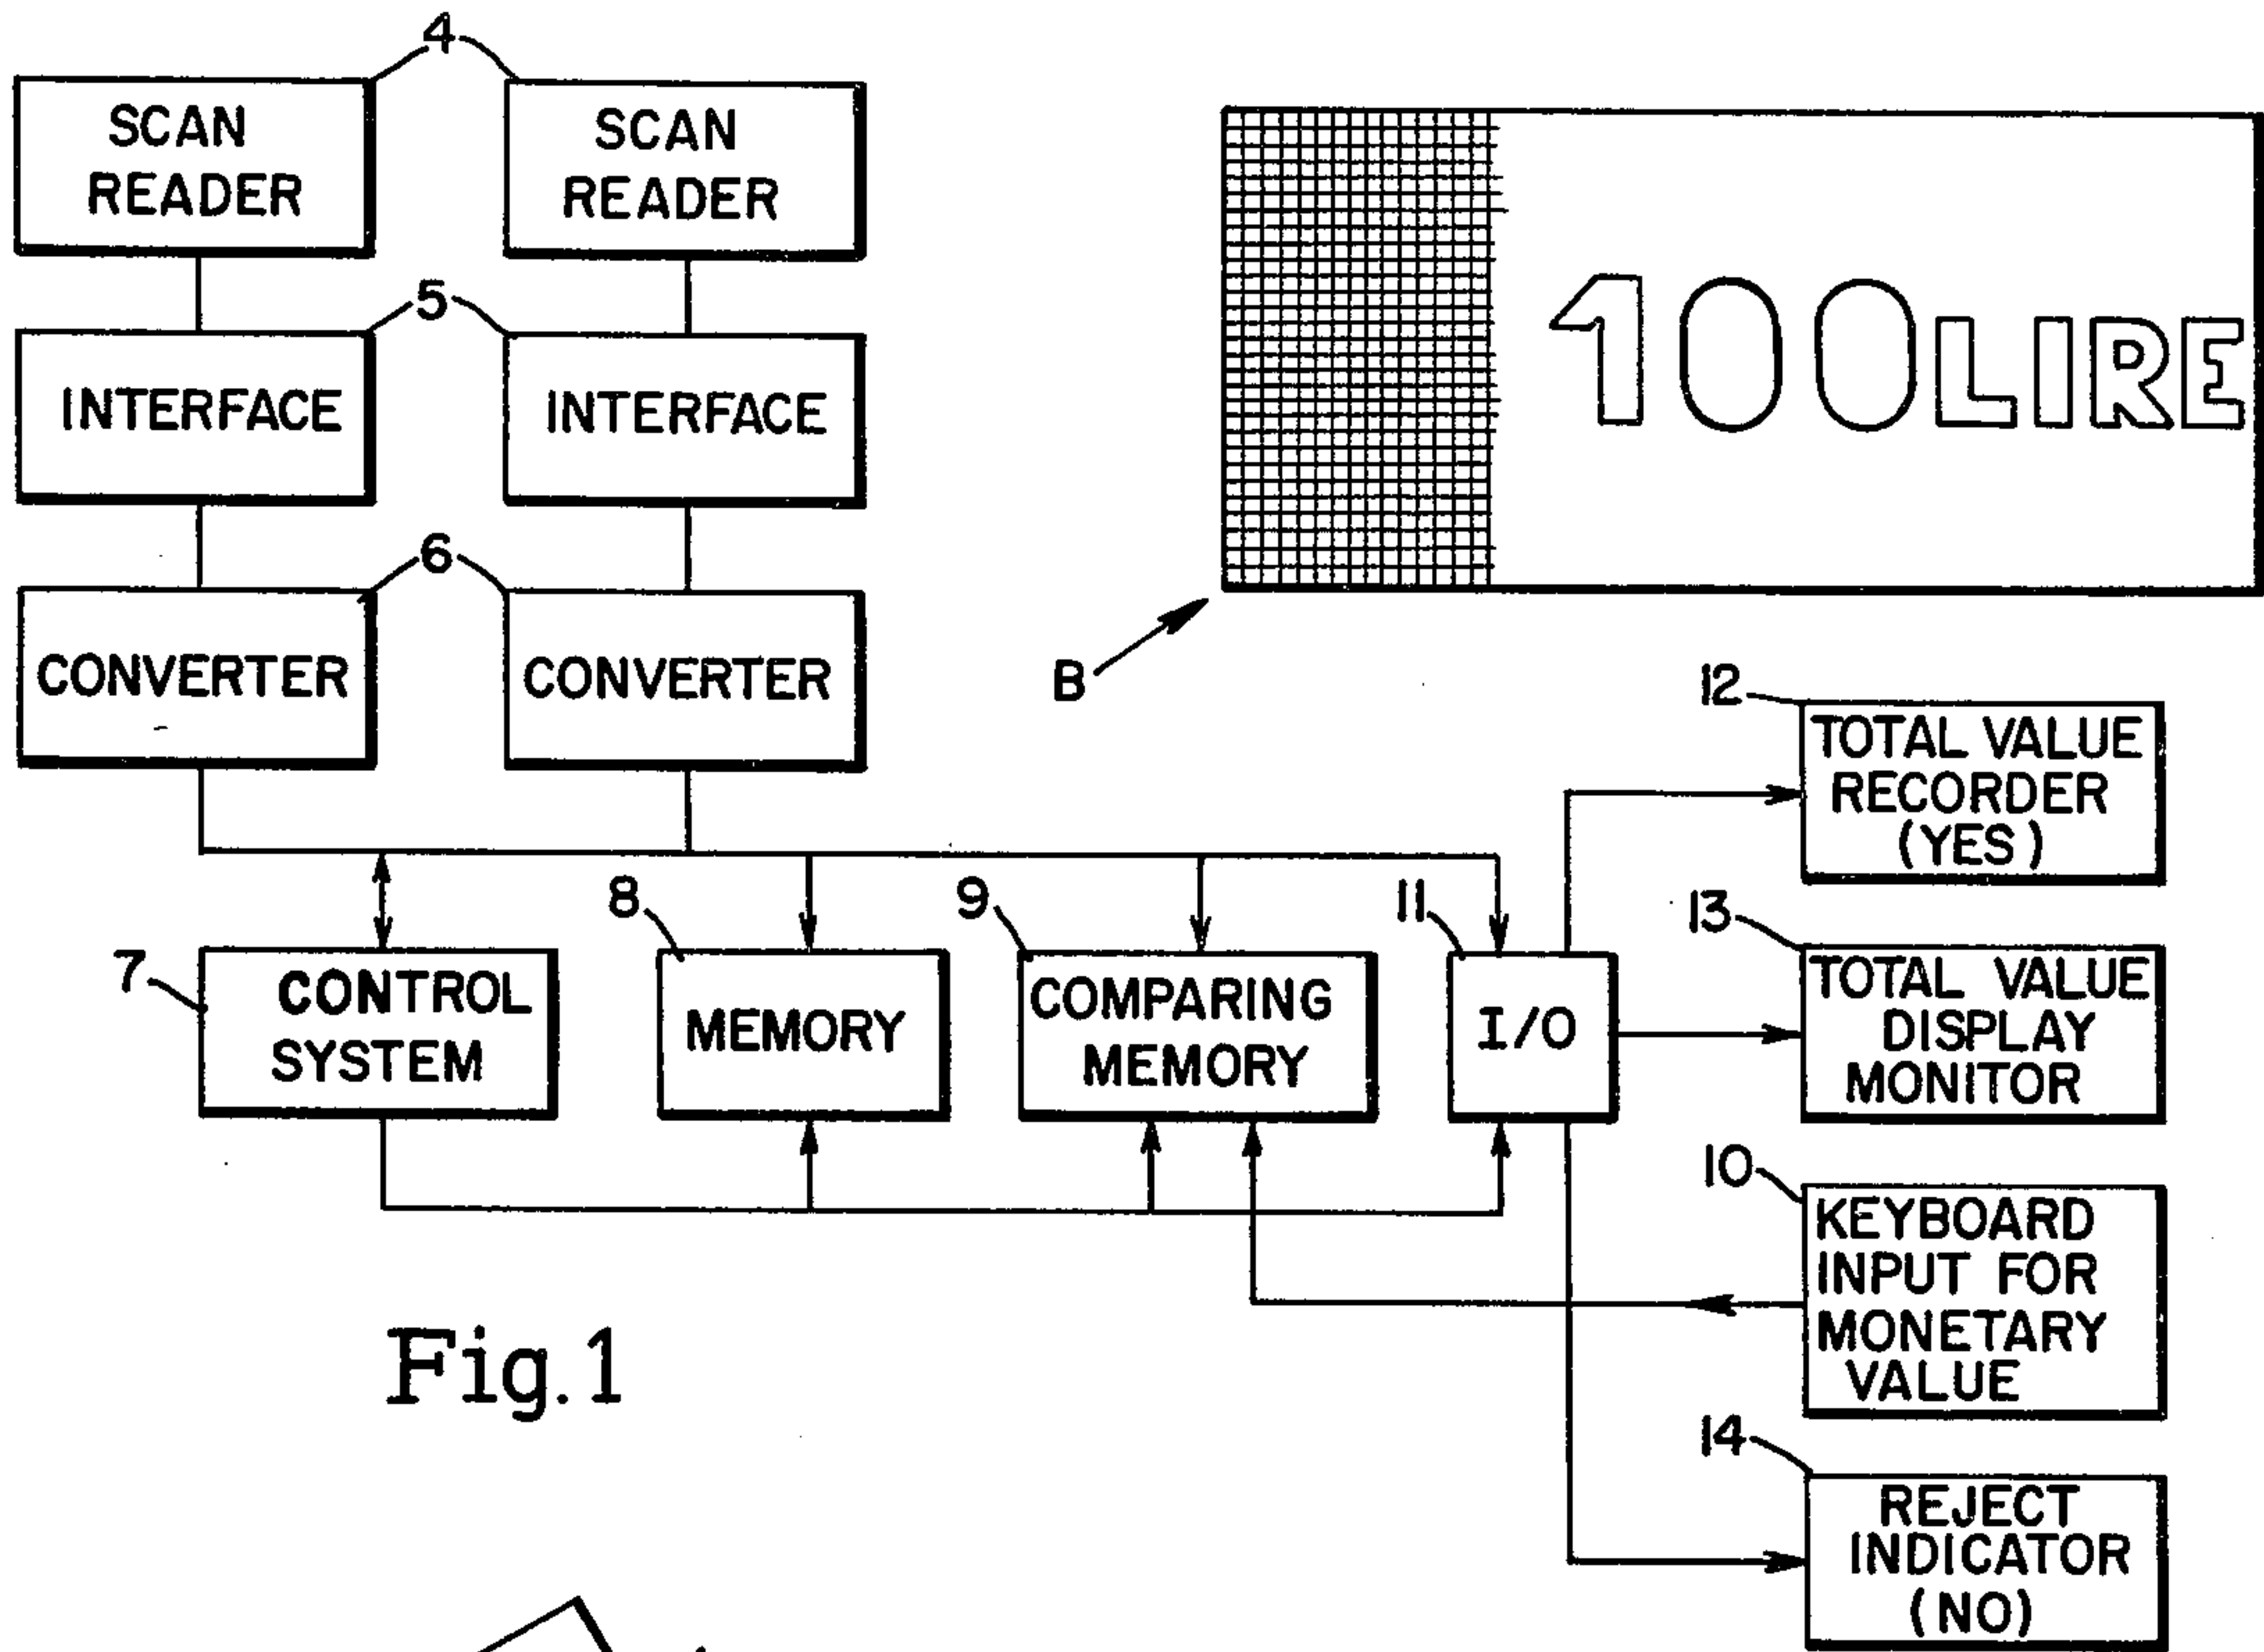 4
SCAN
READER
SCAN
READER
5
INTERFACE
INTERFACE
6
CONVERTER
CONVERTER
100 LIRE
B
12
TOTAL VALUE
RECORDER
(YES)
7
CONTROL
SYSTEM
8
MEMORY
9
COMPARING
MEMORY
11
I/O
13
TOTAL VALUE
DISPLAY
MONITOR
10
KEYBOARD
INPUT FOR
MONETARY
VALUE
14
REJECT
INDICATOR
(NO)
Fig.1